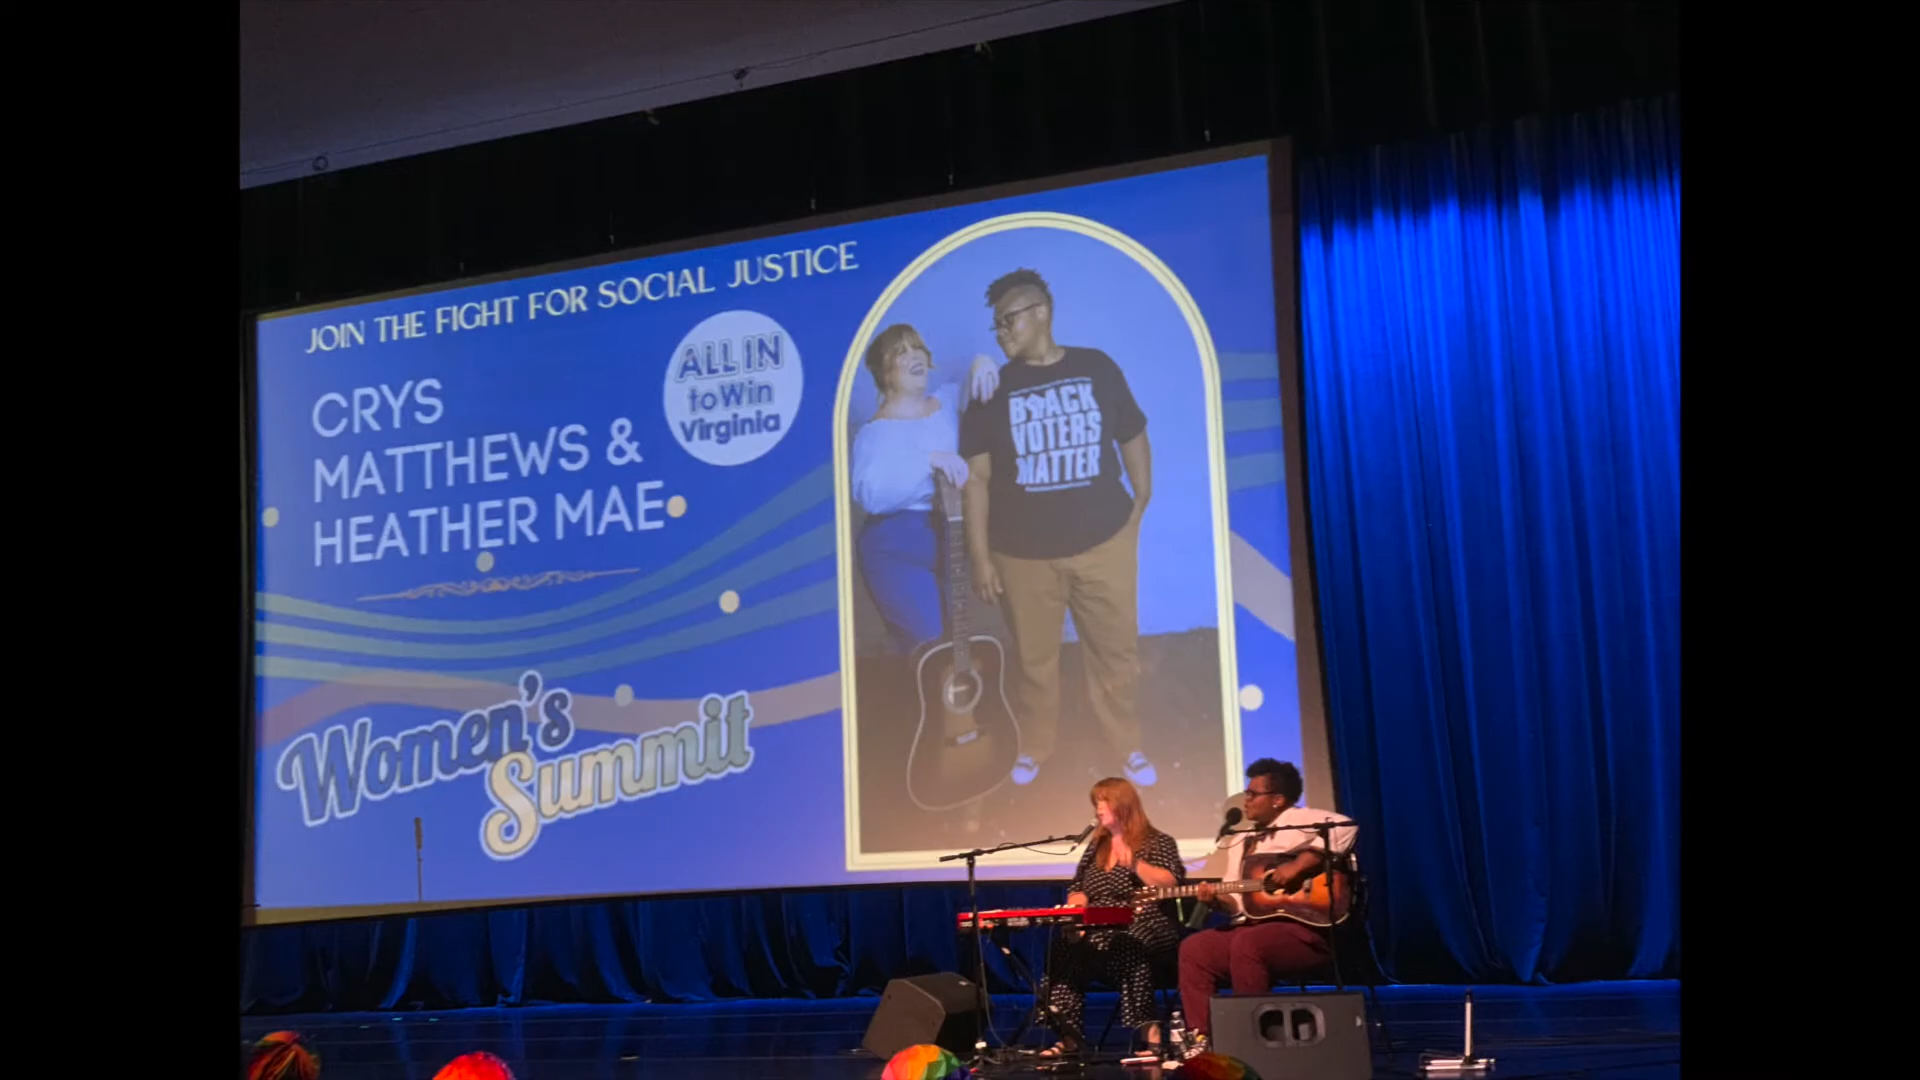 JOIN THE FIGHT FOR SOCIAL JUSTICE
CRYS
MATTHEWS &
HEATHER MAE
ALL IN
to Win
Virginia
BLACK
VOTERS
MATTER
Women's
Summit